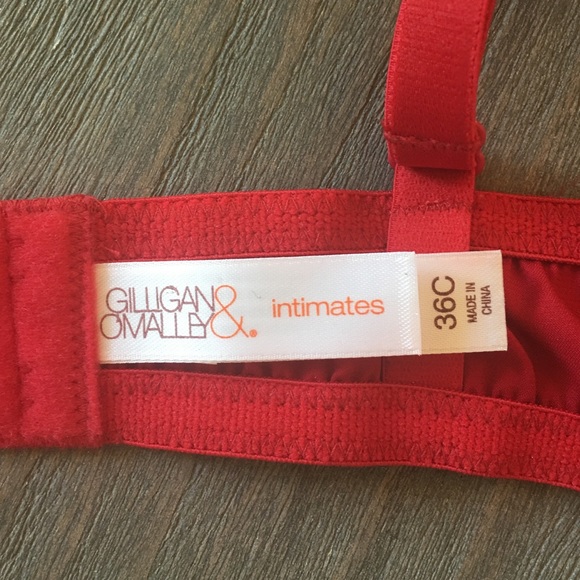 GILLIGAN &
O'MALLEY®
intimates
36C
MADE IN
CHINA